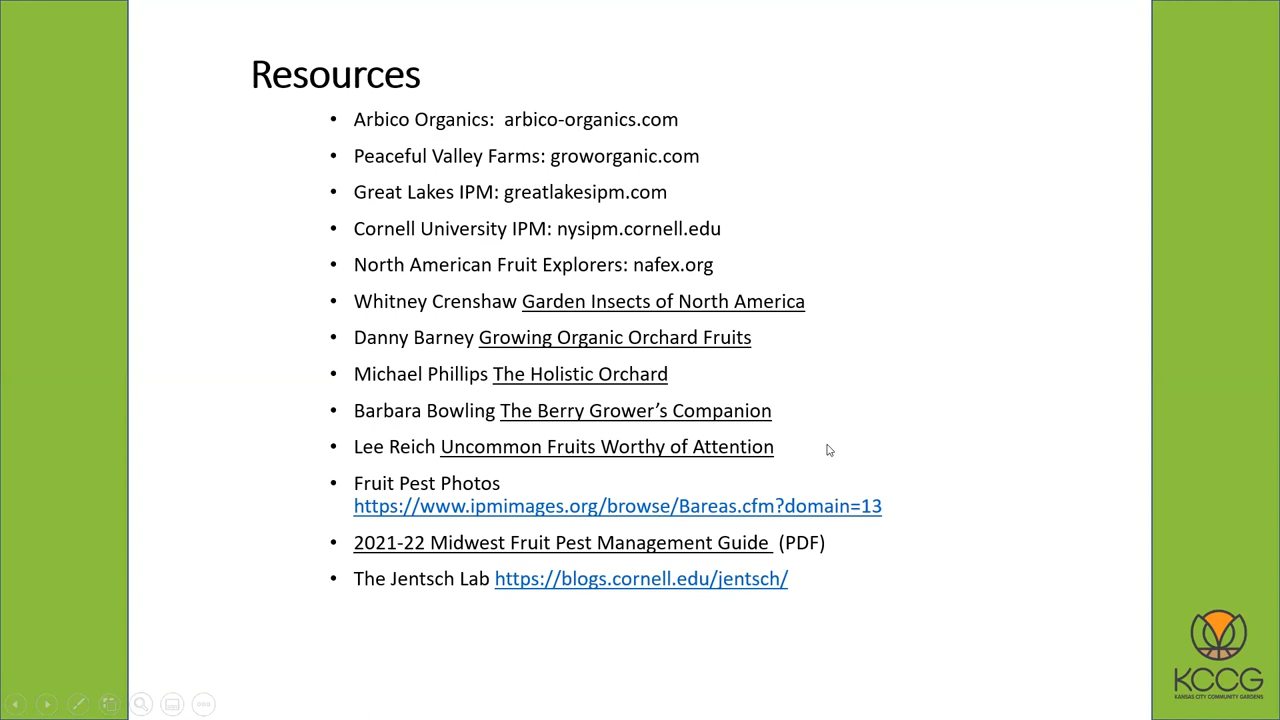 Resources
• Arbico Organics:  arbico-organics.com
• Peaceful Valley Farms: groworganic.com
• Great Lakes IPM: greatlakesipm.com
• Cornell University IPM: nysipm.cornell.edu
• North American Fruit Explorers: nafex.org
• Whitney Crenshaw Garden Insects of North America
• Danny Barney Growing Organic Orchard Fruits
• Michael Phillips The Holistic Orchard
• Barbara Bowling The Berry Grower’s Companion
• Lee Reich Uncommon Fruits Worthy of Attention
• Fruit Pest Photos
https://www.ipmimages.org/browse/Bareas.cfm?domain=13
• 2021-22 Midwest Fruit Pest Management Guide  (PDF)
• The Jentsch Lab https://blogs.cornell.edu/jentsch/
KCCG
KANSAS CITY COMMUNITY GARDENS